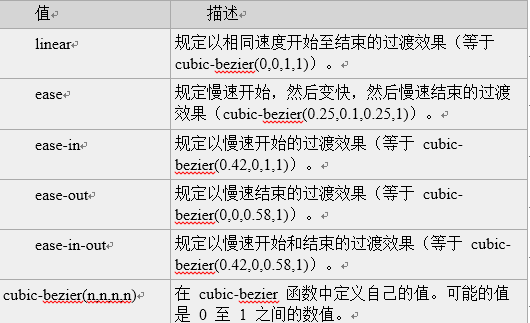 值 描述
linear 规定以相同速度开始至结束的过渡效果（等于
cubic-bezier(0,0,1,1)）。
ease 规定慢速开始，然后变快，然后慢速结束的过渡
效果（cubic-bezier(0.25,0.1,0.25,1)）。
ease-in 规定以慢速开始的过渡效果（等于 cubic-
bezier(0.42,0,1,1)）。
ease-out 规定以慢速结束的过渡效果（等于 cubic-
bezier(0,0,0.58,1)）。
ease-in-out 规定以慢速开始和结束的过渡效果（等于 cubic-
bezier(0.42,0,0.58,1)）。
cubic-bezier(n,n,n,n) 在 cubic-bezier 函数中定义自己的值。可能的值
是 0 至 1 之间的数值。